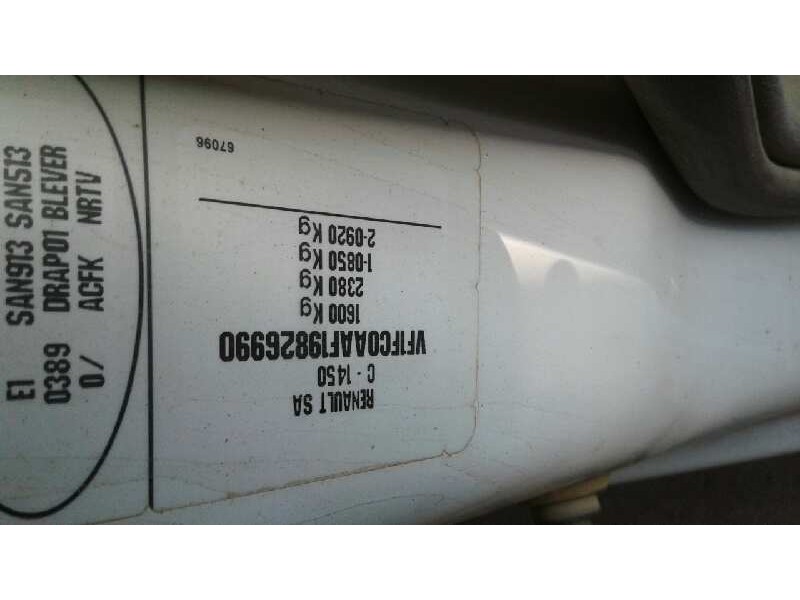 RENAULT SA
C - 1450
VF1FC0AAF19826990
1600 Kg
2380 Kg
1-0850 Kg
2-0920 Kg
67096
E1 SAN913 SAN513
0389 DRAP01 BLEVER
0/ ACFK NRTV